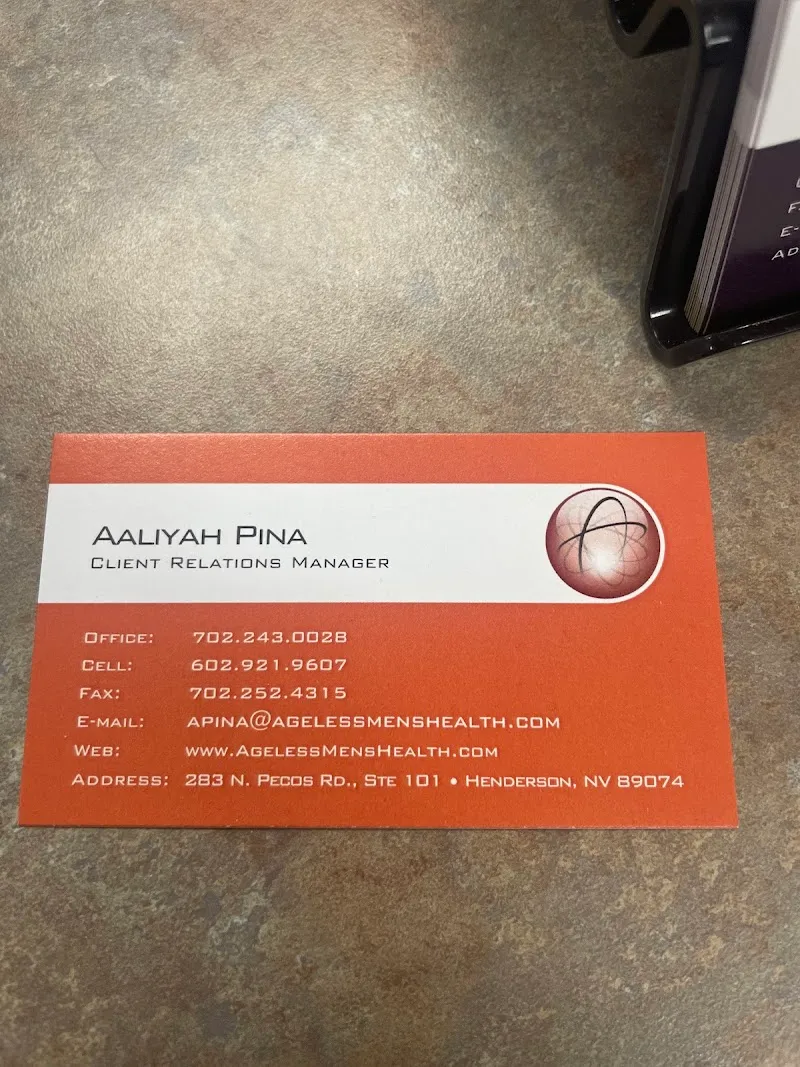 Aaliyah Pina
Client Relations Manager
Office: 702.243.0028
Cell: 602.921.9607
Fax: 702.252.4315
E-mail: apina@agelessmenshealth.com
Web: www.AgelessMensHealth.com
Address: 283 N. Pecos Rd., Ste 101 • Henderson, NV 89074
E-